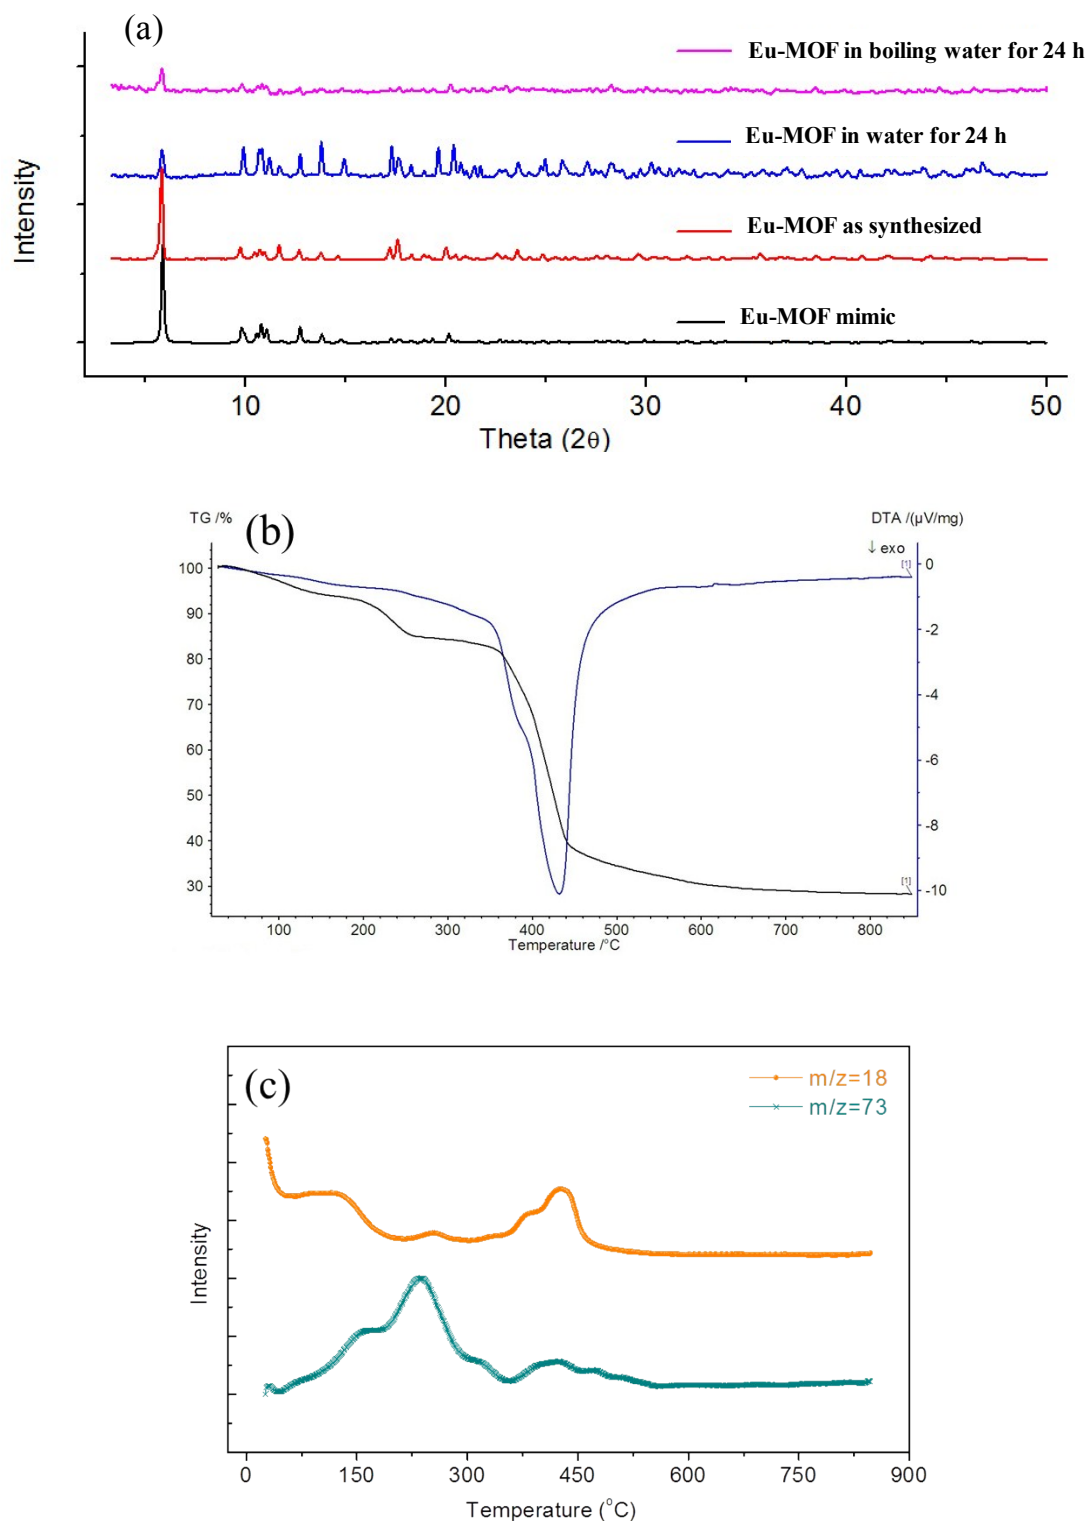 (a)
Eu-MOF in boiling water for 24 h
Eu-MOF in water for 24 h
Eu-MOF as synthesized
Eu-MOF mimic
Intensity
10 20 30 40 50
Theta (2θ)
TG /%
(b)
DTA /(μV/mg)
↓ exo
[1]
100
90
80
70
60
50
40
30
0
-2
-4
-6
-8
-10
[1]
100 200 300 400 500 600 700 800
Temperature /°C
(c)
m/z=18
m/z=73
Intensity
0 150 300 450 600 750 900
Temperature (°C)